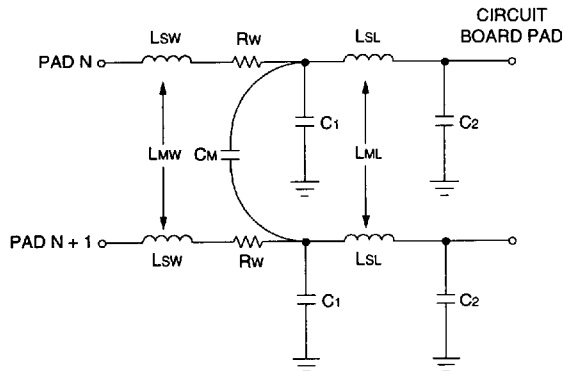 CIRCUIT
BOARD PAD
LSW
RW
LSL
PAD N
C1
C2
LMW
CM
LML
PAD N + 1
LSW
RW
LSL
C1
C2